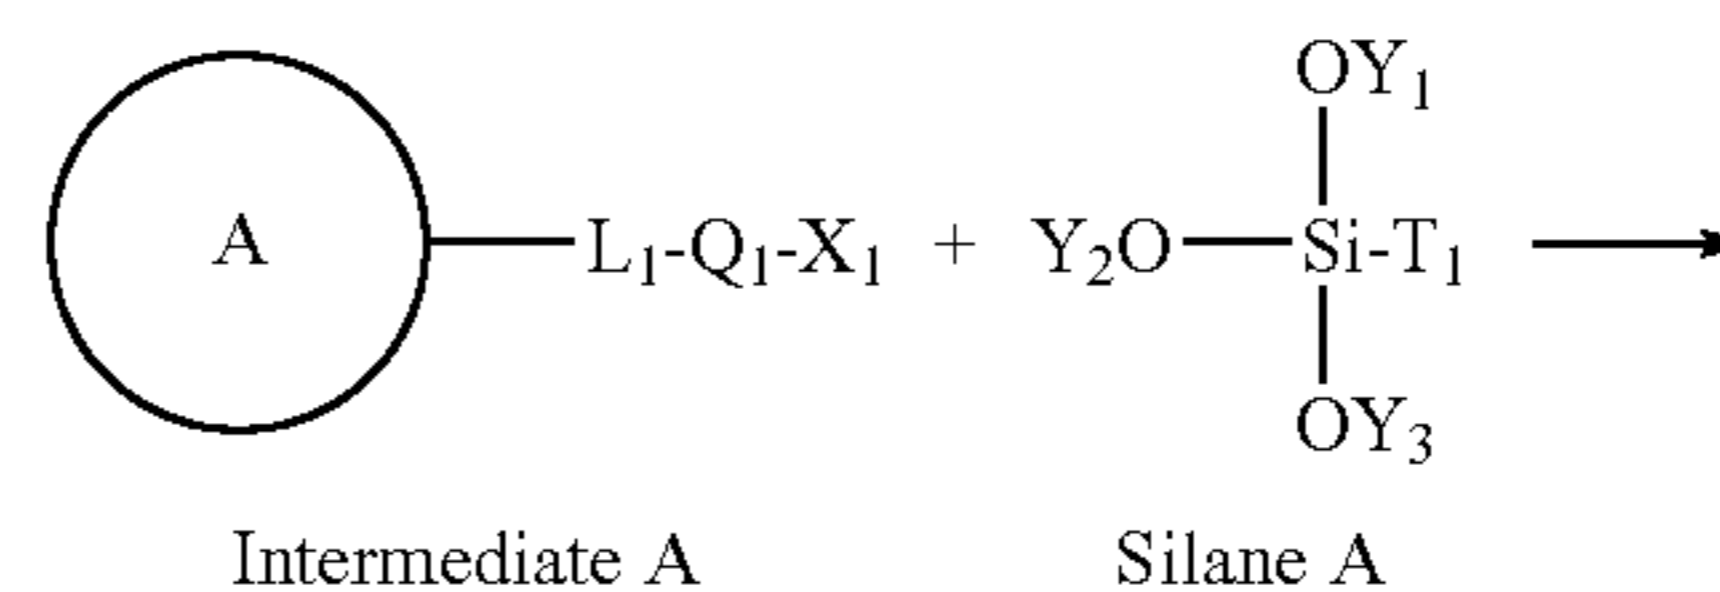 OY₁
A L₁-Q₁-X₁ + Y₂O Si-T₁
OY₃
Intermediate A Silane A